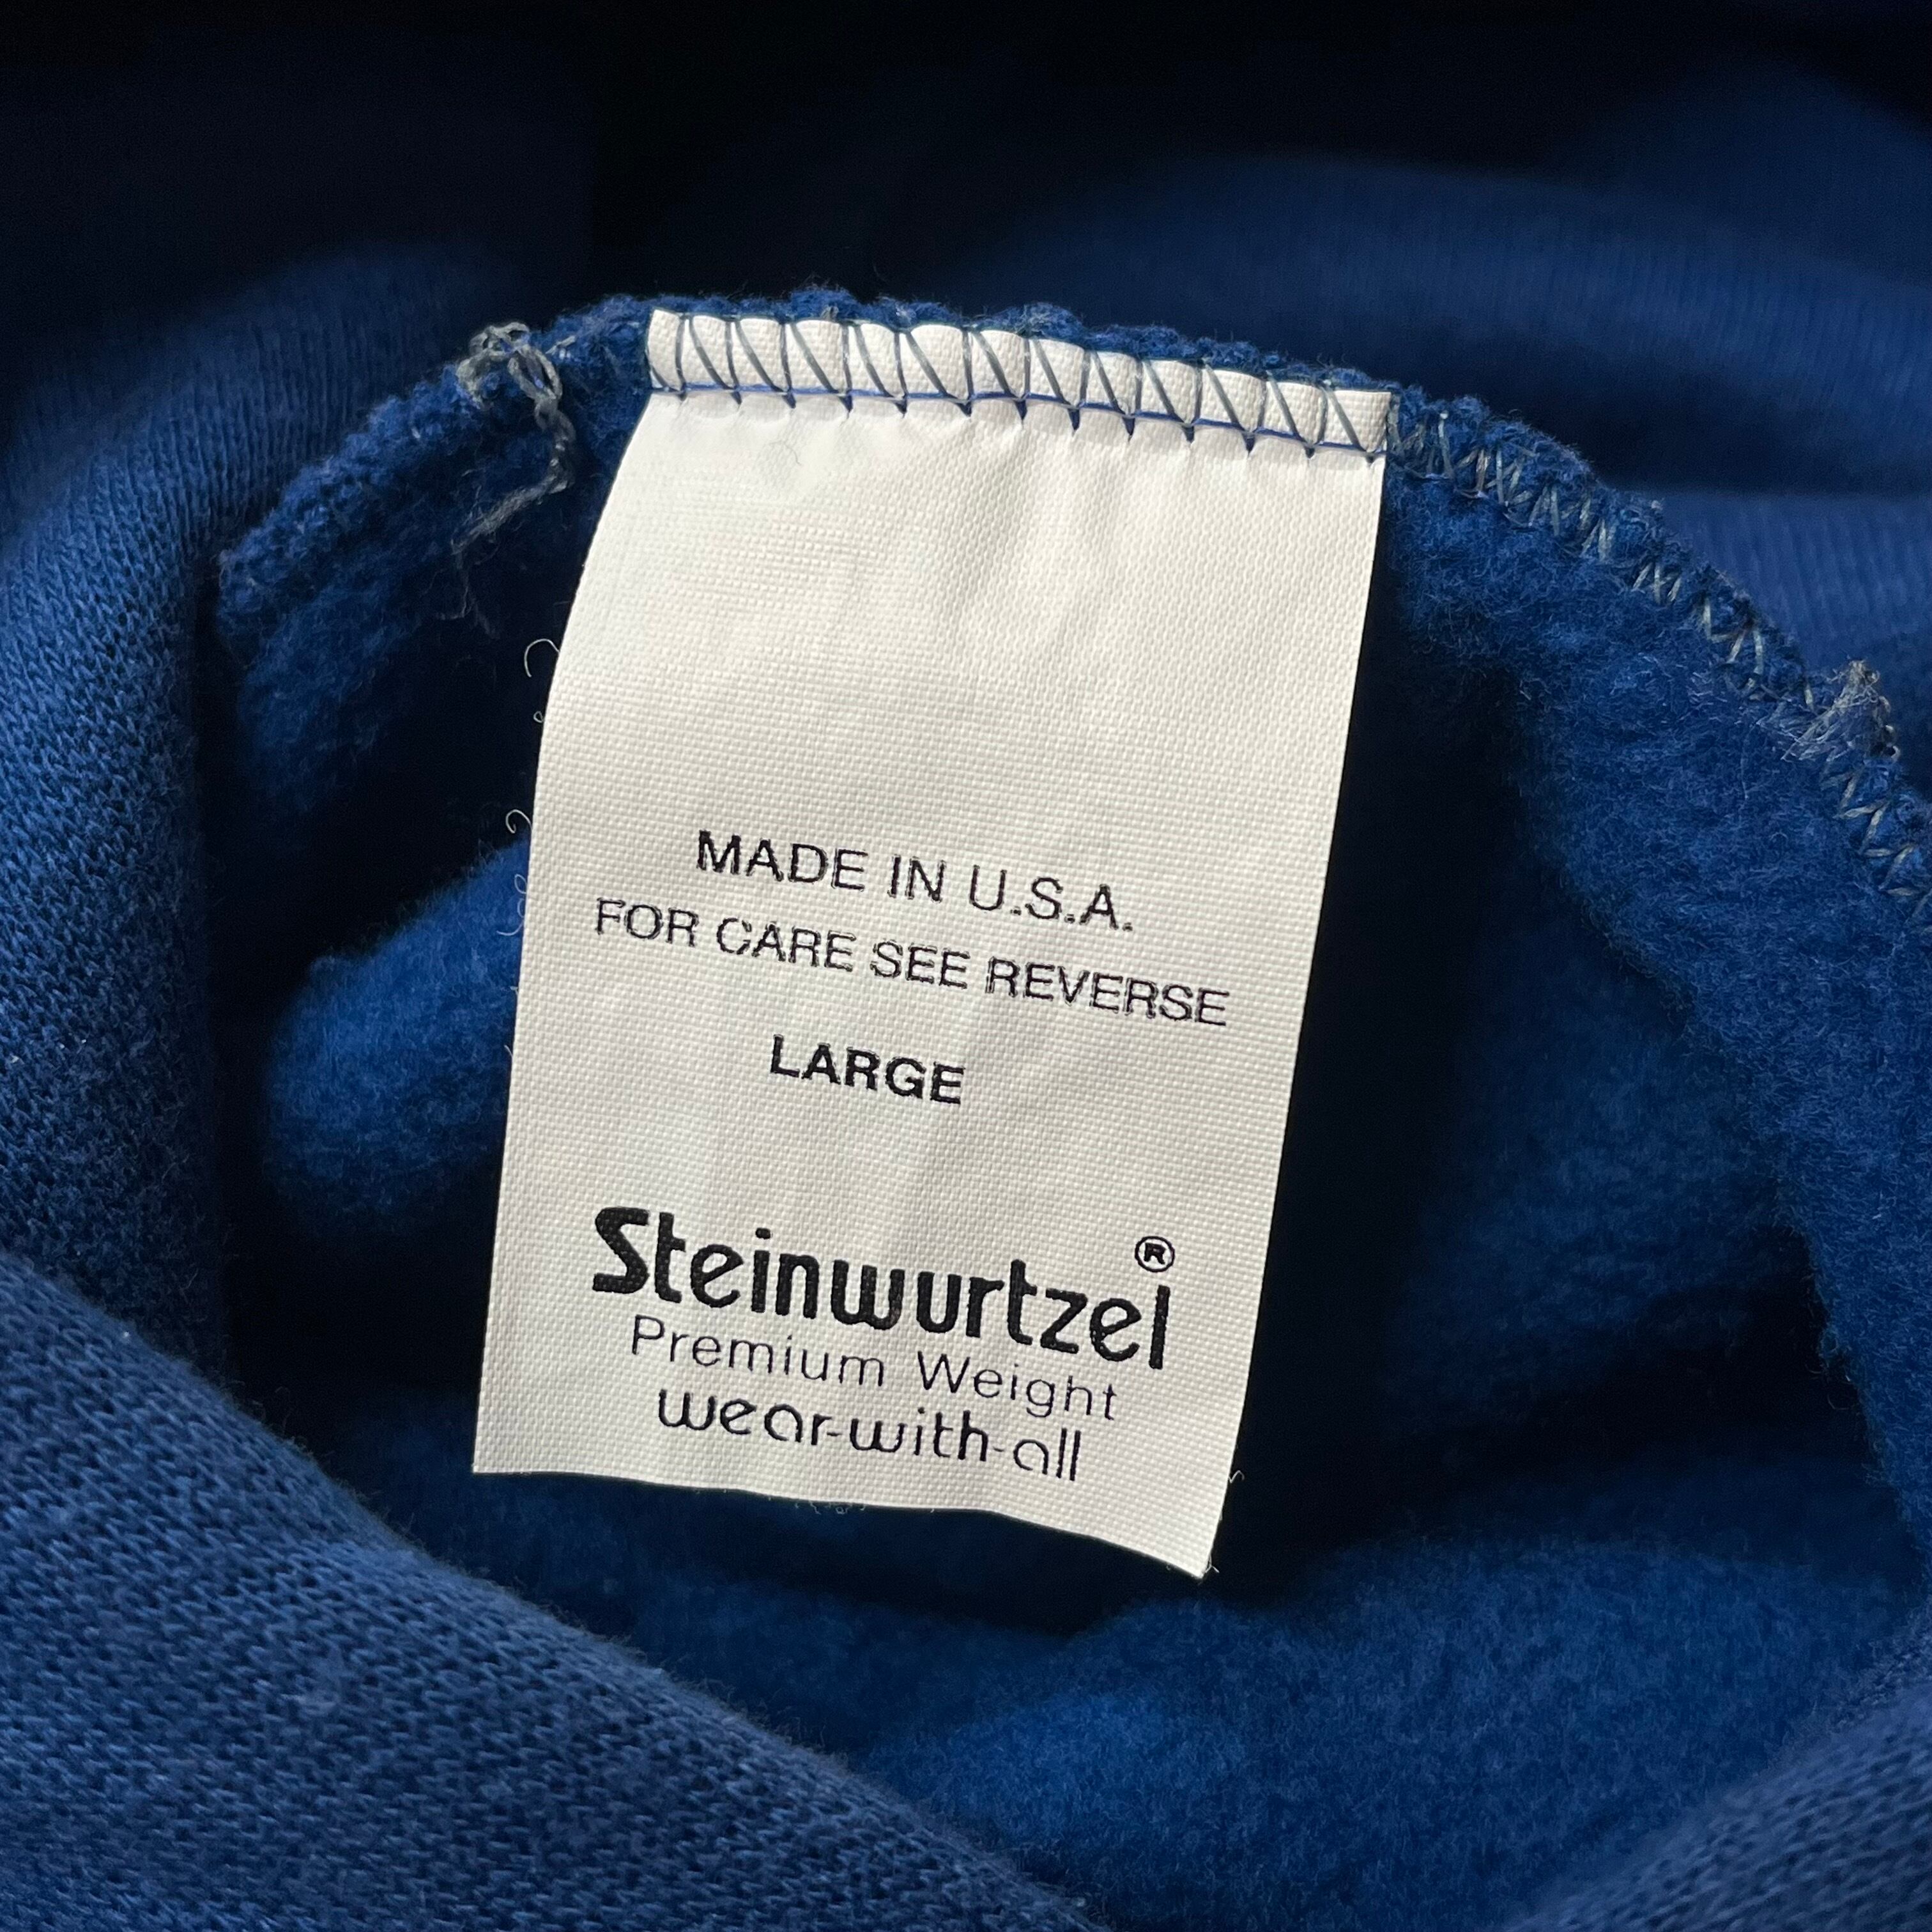 MADE IN U.S.A.
FOR CARE SEE REVERSE
LARGE
Steinwurtzel®
Premium Weight
wear-with-all